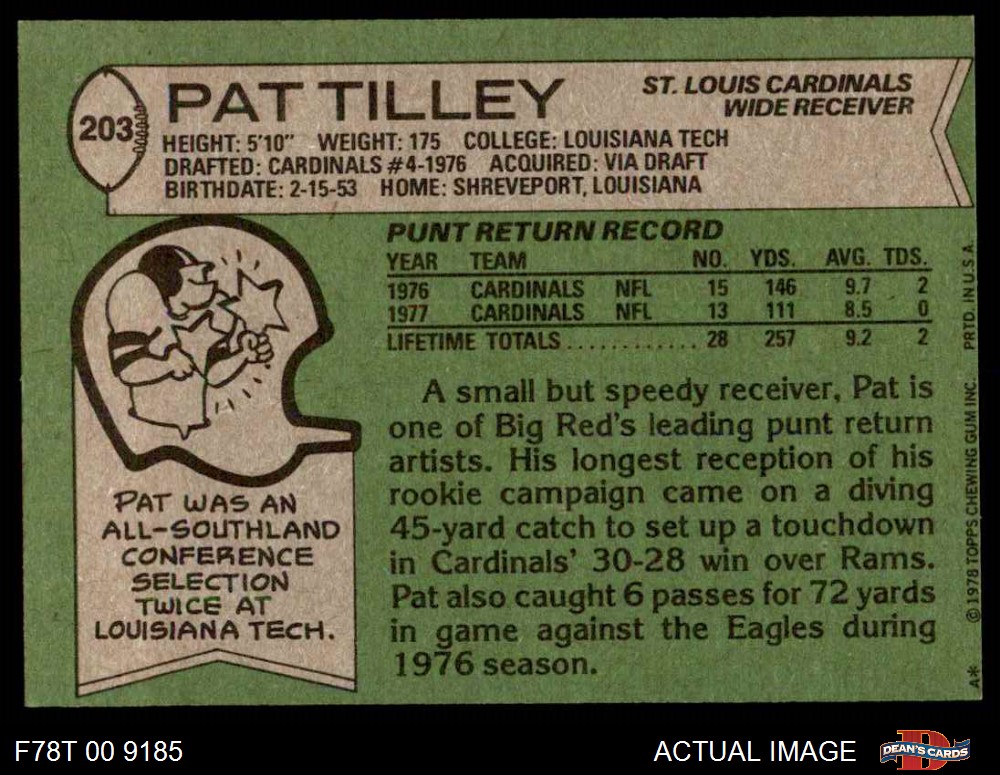 203
PAT TILLEY
ST. LOUIS CARDINALS
WIDE RECEIVER
HEIGHT: 5'10" WEIGHT: 175 COLLEGE: LOUISIANA TECH
DRAFTED: CARDINALS #4-1976 ACQUIRED: VIA DRAFT
BIRTHDATE: 2-15-53 HOME: SHREVEPORT, LOUISIANA
PUNT RETURN RECORD
YEAR TEAM NO. YDS. AVG. TDS.
1976 CARDINALS NFL 15 146 9.7 2
1977 CARDINALS NFL 13 111 8.5 0
LIFETIME TOTALS ............ 28 257 9.2 2
A small but speedy receiver, Pat is
one of Big Red's leading punt return
artists. His longest reception of his
rookie campaign came on a diving
45-yard catch to set up a touchdown
in Cardinals' 30-28 win over Rams.
Pat also caught 6 passes for 72 yards
in game against the Eagles during
1976 season.
PAT WAS AN
ALL-SOUTHLAND
CONFERENCE
SELECTION
TWICE AT
LOUISIANA TECH.
A* © 1978 TOPPS CHEWING GUM INC. PRTD. IN U.S.A.
F78T 00 9185
ACTUAL IMAGE
D
DEAN'S CARDS